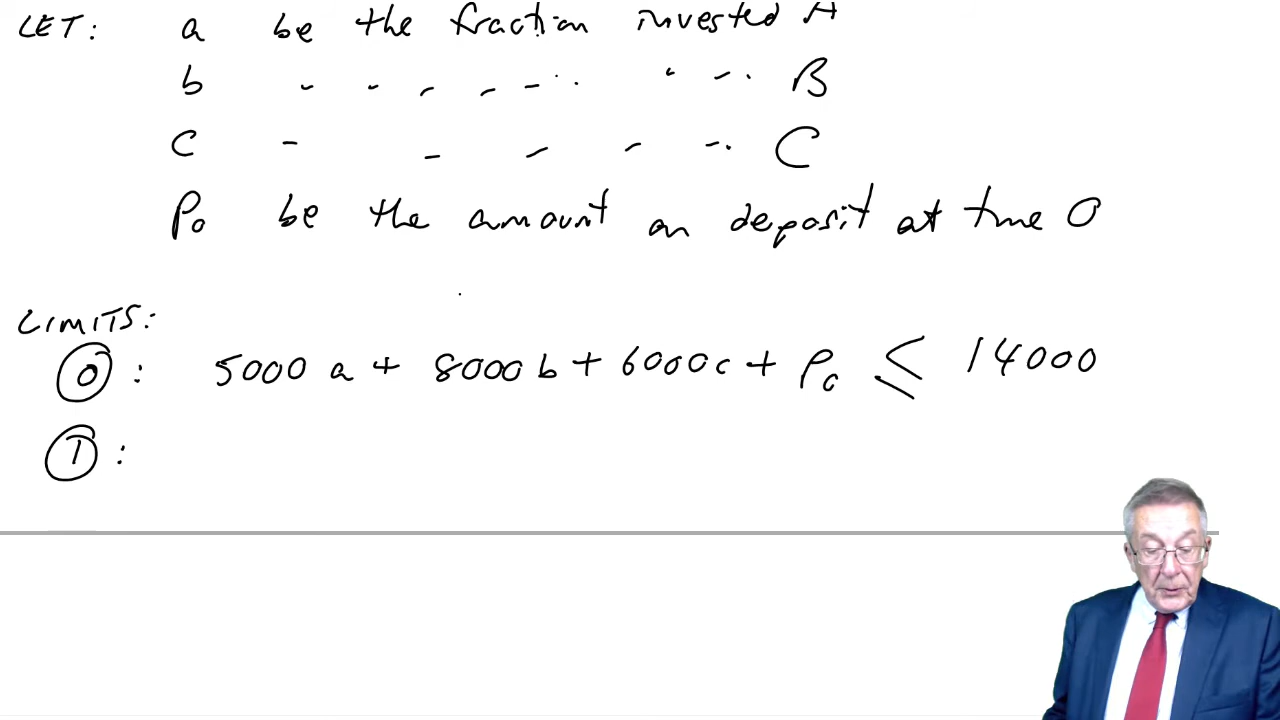 LET: a be the fraction invested A
b " " " " " " " B
c " " " " " C
P0 be the amount on deposit at time 0
LIMITS:
0 : 5000 a + 8000 b + 6000 c + P0 ≤ 14000
1 :